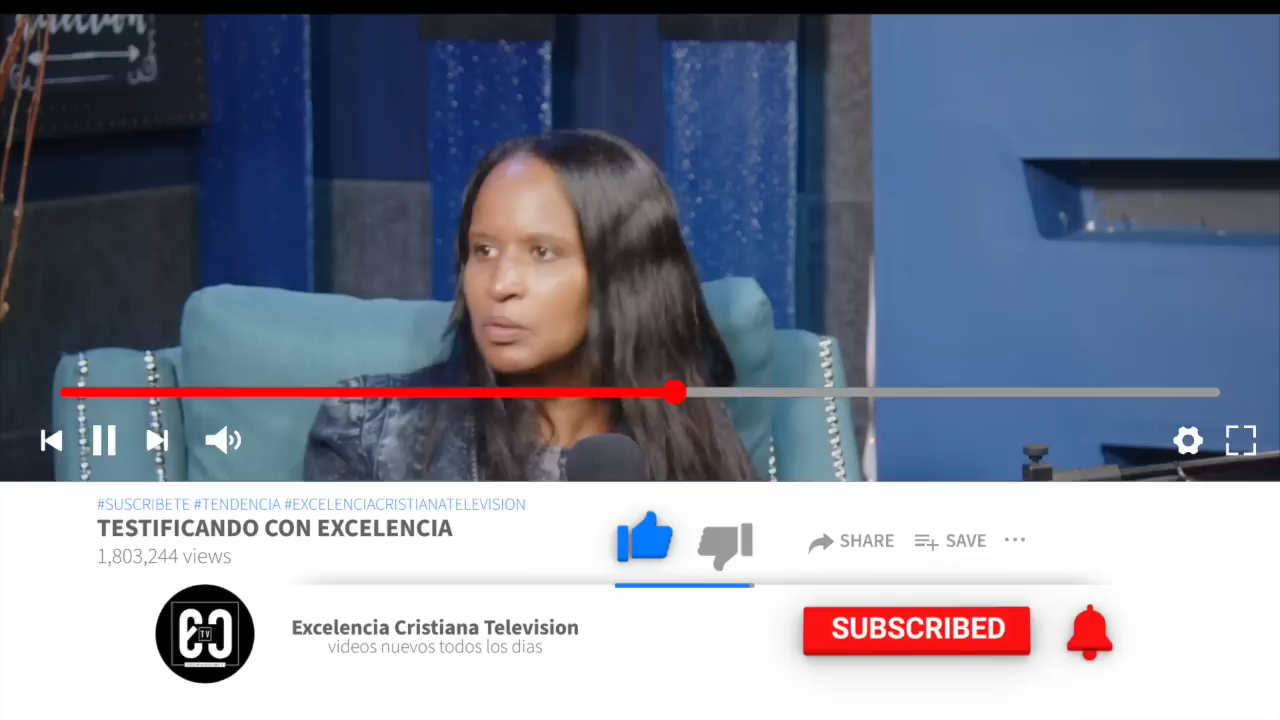 #SUSCRIBETE #TENDENCIA #EXCELENCIACRISTIANATELEVISION
TESTIFICANDO CON EXCELENCIA
1,803,244 views
SHARE
SAVE
TV
Excelencia Cristiana Television
videos nuevos todos los dias
SUBSCRIBED